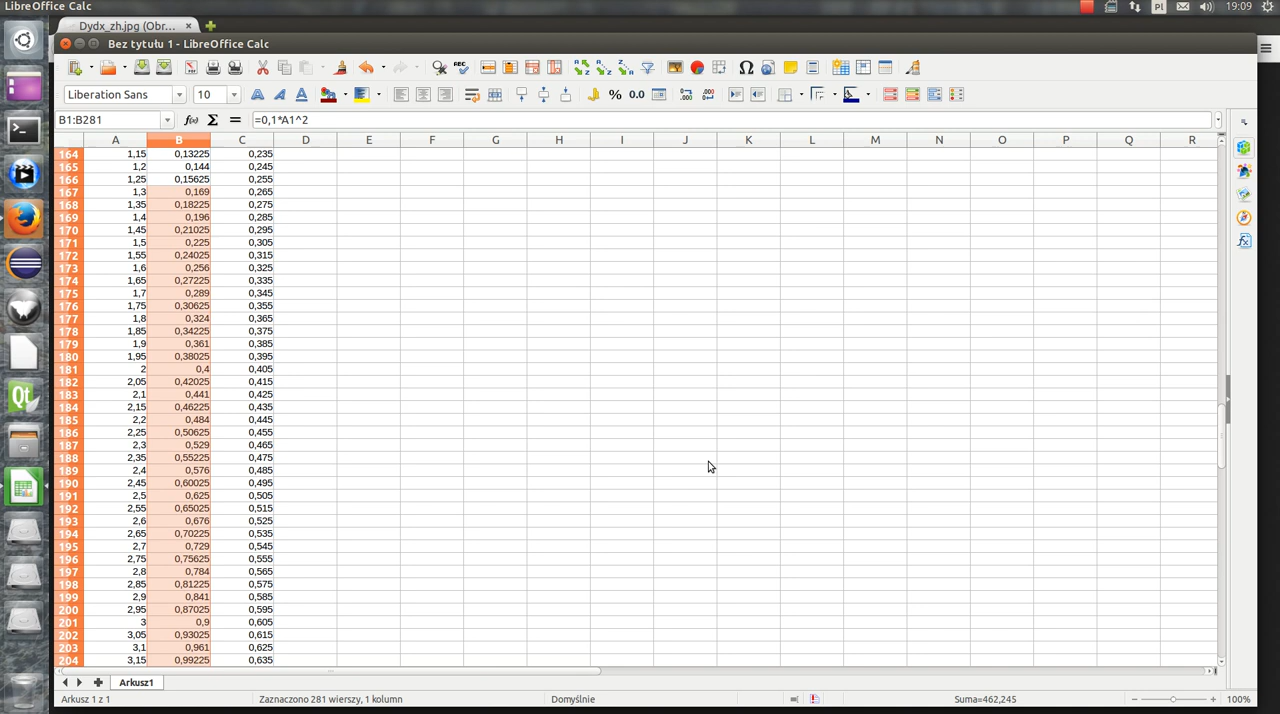 LibreOffice Calc
Pl
19:09
Dydx_zh.jpg (Obr...
Bez tytułu 1 - LibreOffice Calc
Liberation Sans
10
B1:B281
=0,1*A1^2
A B C D E F G H I J K L M N O P Q R
164 1,15 0,13225 0,235
165 1,2 0,144 0,245
166 1,25 0,15625 0,255
167 1,3 0,169 0,265
168 1,35 0,18225 0,275
169 1,4 0,196 0,285
170 1,45 0,21025 0,295
171 1,5 0,225 0,305
172 1,55 0,24025 0,315
173 1,6 0,256 0,325
174 1,65 0,27225 0,335
175 1,7 0,289 0,345
176 1,75 0,30625 0,355
177 1,8 0,324 0,365
178 1,85 0,34225 0,375
179 1,9 0,361 0,385
180 1,95 0,38025 0,395
181 2 0,4 0,405
182 2,05 0,42025 0,415
183 2,1 0,441 0,425
184 2,15 0,46225 0,435
185 2,2 0,484 0,445
186 2,25 0,50625 0,455
187 2,3 0,529 0,465
188 2,35 0,55225 0,475
189 2,4 0,576 0,485
190 2,45 0,60025 0,495
191 2,5 0,625 0,505
192 2,55 0,65025 0,515
193 2,6 0,676 0,525
194 2,65 0,70225 0,535
195 2,7 0,729 0,545
196 2,75 0,75625 0,555
197 2,8 0,784 0,565
198 2,85 0,81225 0,575
199 2,9 0,841 0,585
200 2,95 0,87025 0,595
201 3 0,9 0,605
202 3,05 0,93025 0,615
203 3,1 0,961 0,625
204 3,15 0,99225 0,635
Arkusz1
Arkusz 1 z 1
Zaznaczono 281 wierszy, 1 kolumn
Domyślnie
Suma=462,245
100%